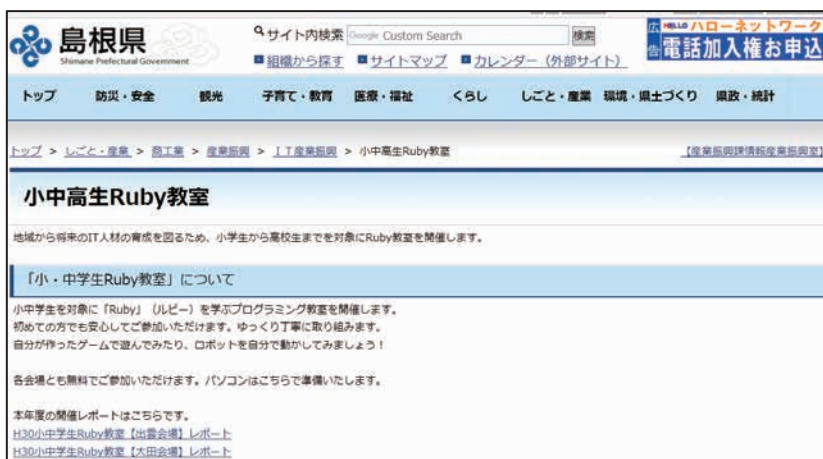 島根県
Shimane Prefectural Government
サイト内検索 Google Custom Search 検索
組織から探す サイトマップ カレンダー（外部サイト）
広告 HELLO ハローネットワーク
電話加入権お申込
トップ 防災・安全 観光 子育て・教育 医療・福祉 くらし しごと・産業 環境・県土づくり 県政・統計
トップ > しごと・産業 > 商工業 > 産業振興 > IT産業振興 > 小中高生Ruby教室
【産業振興課情報産業振興室】
小中高生Ruby教室
地域から将来のIT人材の育成を図るため、小学生から高校生までを対象にRuby教室を開催します。
「小・中学生Ruby教室」について
小中学生を対象に「Ruby」（ルビー）を学ぶプログラミング教室を開催します。
初めての方でも安心してご参加いただけます。ゆっくり丁寧に取り組みます。
自分が作ったゲームで遊んでみたり、ロボットを自分で動かしてみましょう！
各会場とも無料でご参加いただけます。パソコンはこちらで準備いたします。
本年度の開催レポートはこちらです。
H30小中学生Ruby教室【出雲会場】レポート
H30小中学生Ruby教室【大田会場】レポート